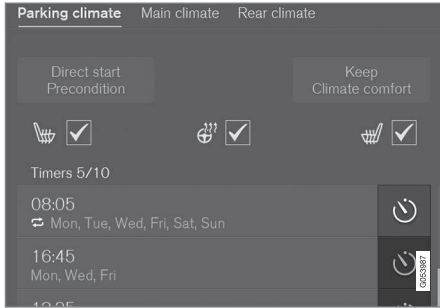 Parking climate Main climate Rear climate
Direct start
Precondition
Keep
Climate comfort
Timers 5/10
08:05
Mon, Tue, Wed, Fri, Sat, Sun
16:45
Mon, Wed, Fri
G053987